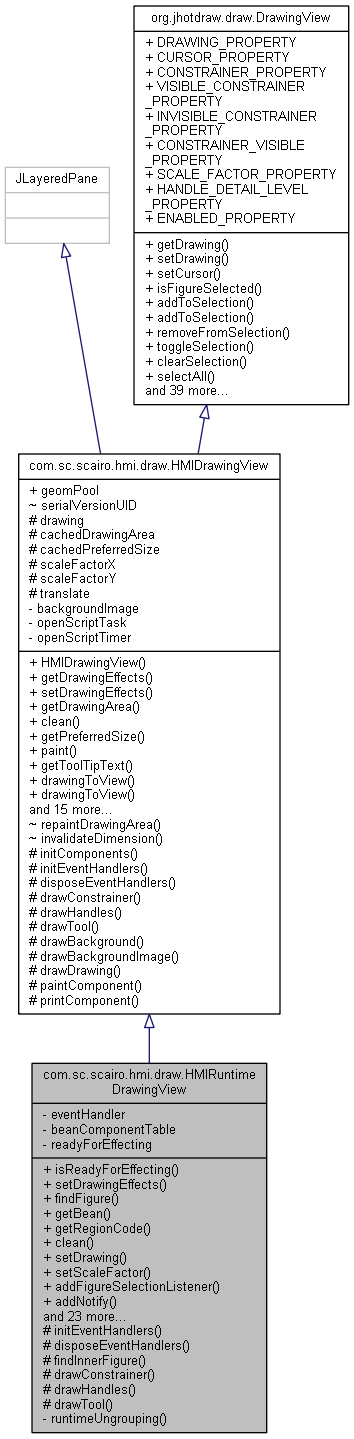 org.jhotdraw.draw.DrawingView
+ DRAWING_PROPERTY
+ CURSOR_PROPERTY
+ CONSTRAINER_PROPERTY
+ VISIBLE_CONSTRAINER
_PROPERTY
+ INVISIBLE_CONSTRAINER
_PROPERTY
+ CONSTRAINER_VISIBLE
_PROPERTY
+ SCALE_FACTOR_PROPERTY
+ HANDLE_DETAIL_LEVEL
_PROPERTY
+ ENABLED_PROPERTY
+ getDrawing()
+ setDrawing()
+ setCursor()
+ isFigureSelected()
+ addToSelection()
+ addToSelection()
+ removeFromSelection()
+ toggleSelection()
+ clearSelection()
+ selectAll()
and 39 more...
JLayeredPane
com.sc.scairo.hmi.draw.HMIDrawingView
+ geomPool
~ serialVersionUID
# drawing
# cachedDrawingArea
# cachedPreferredSize
# scaleFactorX
# scaleFactorY
# translate
- backgroundImage
- openScriptTask
- openScriptTimer
+ HMIDrawingView()
+ getDrawingEffects()
+ setDrawingEffects()
+ getDrawingArea()
+ clean()
+ getPreferredSize()
+ paint()
+ getToolTipText()
+ drawingToView()
+ drawingToView()
and 15 more...
~ repaintDrawingArea()
~ invalidateDimension()
# initComponents()
# initEventHandlers()
# disposeEventHandlers()
# drawConstrainer()
# drawHandles()
# drawTool()
# drawBackground()
# drawBackgroundImage()
# drawDrawing()
# paintComponent()
# printComponent()
com.sc.scairo.hmi.draw.HMIRuntime
DrawingView
- eventHandler
- beanComponentTable
- readyForEffecting
+ isReadyForEffecting()
+ setDrawingEffects()
+ findFigure()
+ getBean()
+ getRegionCode()
+ clean()
+ setDrawing()
+ setScaleFactor()
+ addFigureSelectionListener()
+ addNotify()
and 23 more...
# initEventHandlers()
# disposeEventHandlers()
# findInnerFigure()
# drawConstrainer()
# drawHandles()
# drawTool()
- runtimeUngrouping()